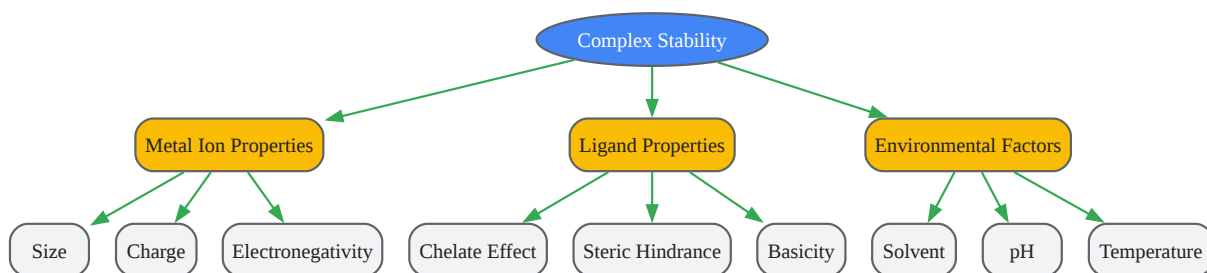 Complex Stability
Metal Ion Properties
Ligand Properties
Environmental Factors
Size
Charge
Electronegativity
Chelate Effect
Steric Hindrance
Basicity
Solvent
pH
Temperature